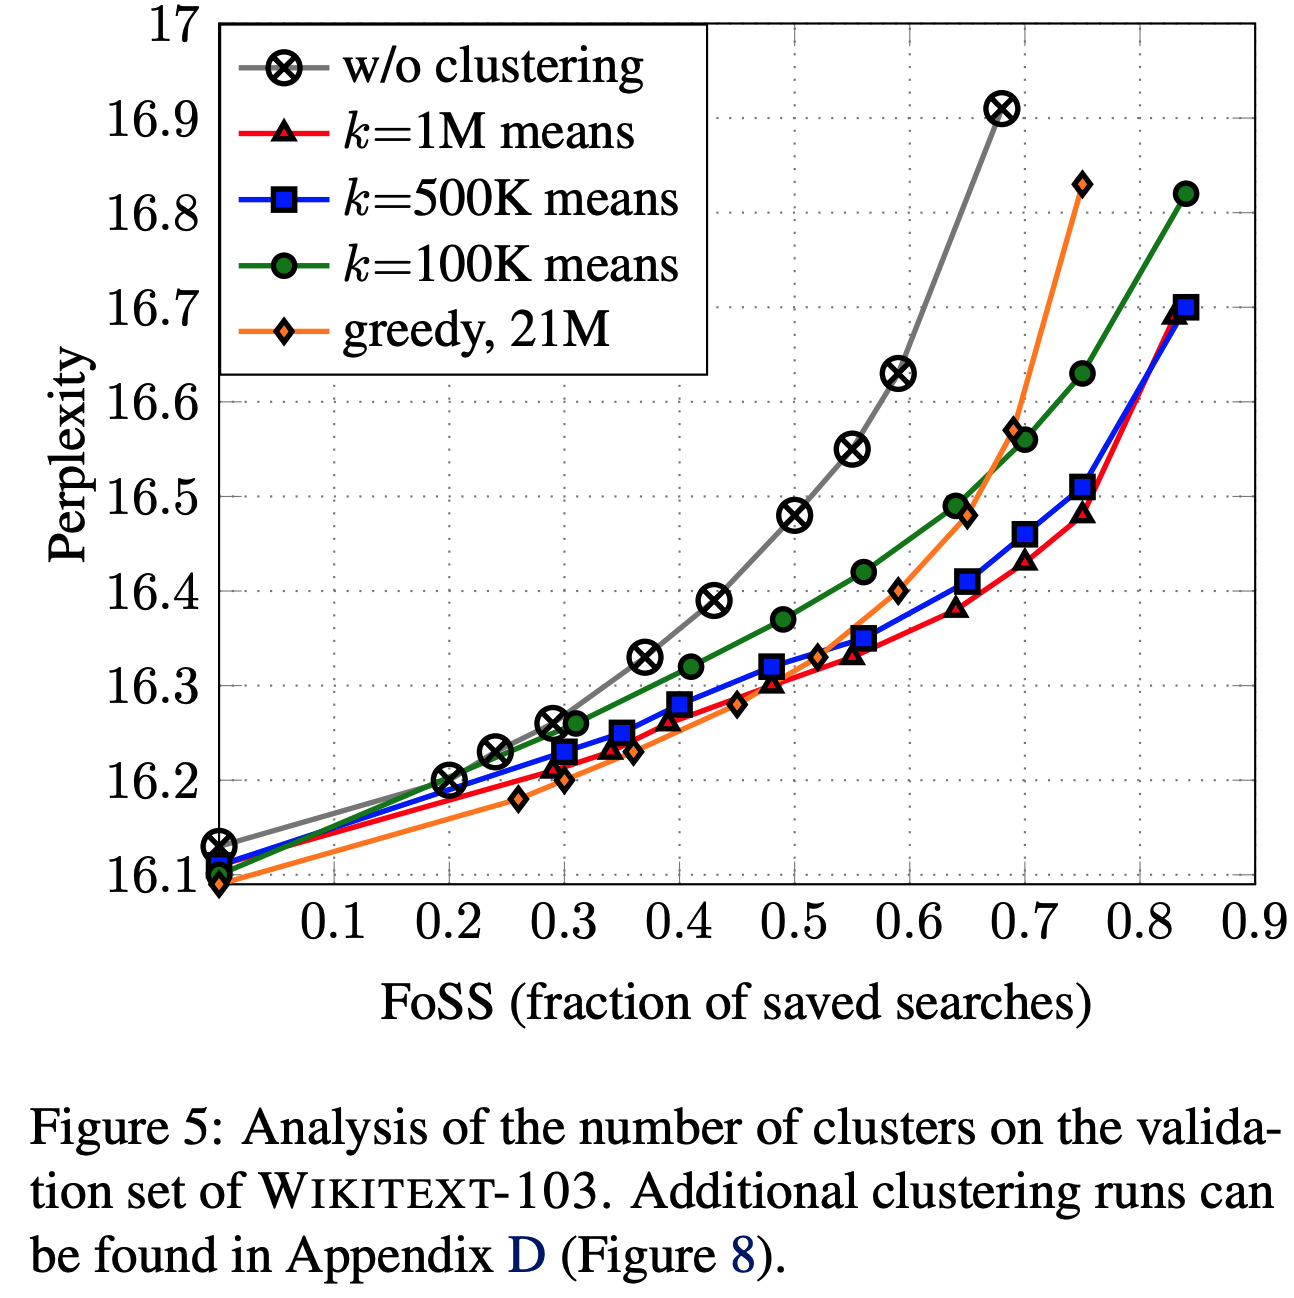 17
16.9
16.8
16.7
16.6
16.5
16.4
16.3
16.2
16.1
Perplexity
w/o clustering
k=1M means
k=500K means
k=100K means
greedy, 21M
0.1 0.2 0.3 0.4 0.5 0.6 0.7 0.8 0.9
FoSS (fraction of saved searches)
Figure 5: Analysis of the number of clusters on the valida-
tion set of WIKITEXT-103. Additional clustering runs can
be found in Appendix D (Figure 8).